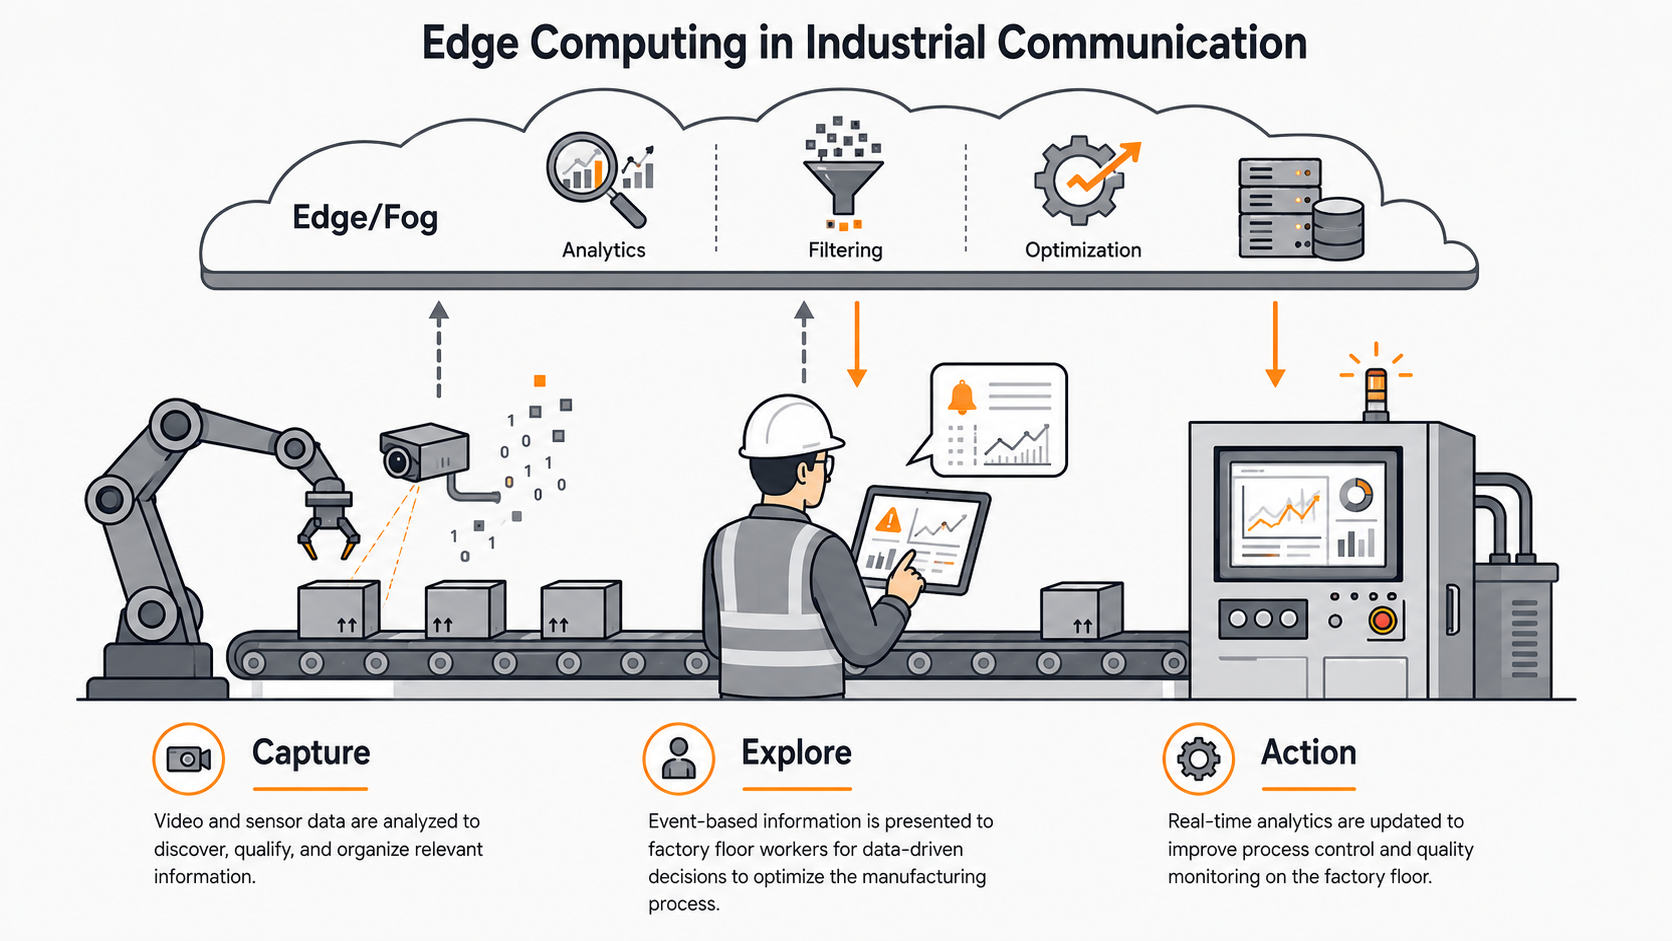 Edge Computing in Industrial Communication
Edge/Fog
Analytics
Filtering
Optimization
1
0
0
1 1
0
0 0
1
1
0
Capture
Video and sensor data are analyzed to
discover, qualify, and organize relevant
information.
Explore
Event-based information is presented to
factory floor workers for data-driven
decisions to optimize the manufacturing
process.
Action
Real-time analytics are updated to
improve process control and quality
monitoring on the factory floor.